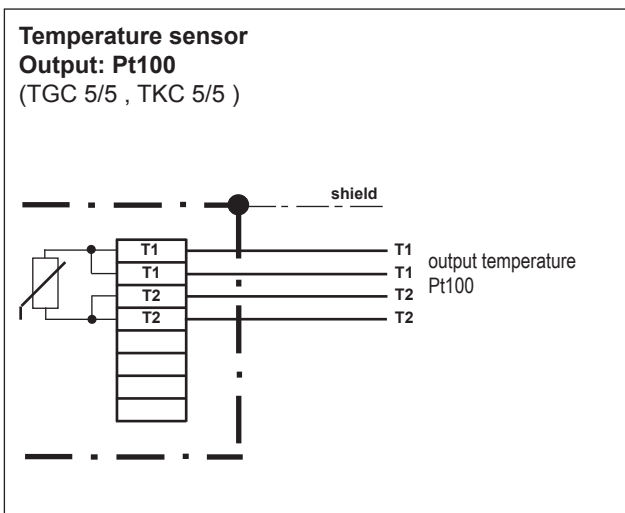 Temperature sensor
Output: Pt100
(TGC 5/5 , TKC 5/5 )
shield
T1 T1
T1 T1
T2 T2
T2 T2
output temperature
Pt100